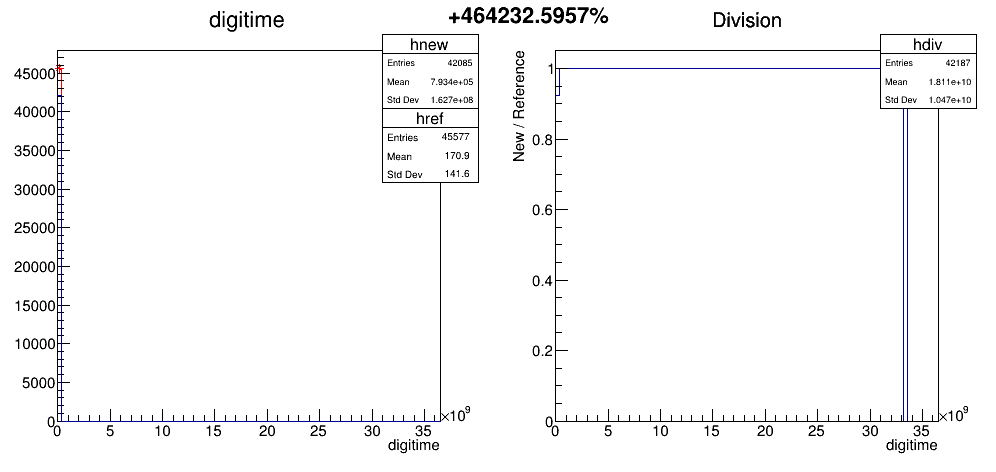 digitime
+464232.5957%
Division
hnew
Entries 42085
Mean 7.934e+05
Std Dev 1.627e+08
href
Entries 45577
Mean 170.9
Std Dev 141.6
45000
40000
35000
30000
25000
20000
15000
10000
5000
0
0 5 10 15 20 25 30 35
×10⁹
digitime
hdiv
Entries 42187
Mean 1.811e+10
Std Dev 1.047e+10
New / Reference
1
0.8
0.6
0.4
0.2
0
0 5 10 15 20 25 30 35
×10⁹
digitime